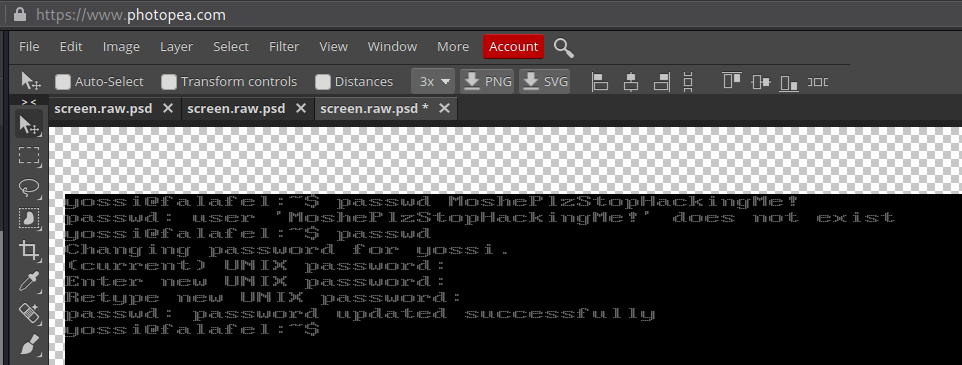 https://www.photopea.com
File Edit Image Layer Select Filter View Window More Account
Auto-Select Transform controls Distances 3x PNG SVG
> <
screen.raw.psd screen.raw.psd screen.raw.psd *
yossi@falafel:~$ passwd MoshePlzStopHackingMe!
passwd: user 'MoshePlzStopHackingMe!' does not exist
yossi@falafel:~$ passwd
Changing password for yossi.
(current) UNIX password:
Enter new UNIX password:
Retype new UNIX password:
passwd: password updated successfully
yossi@falafel:~$